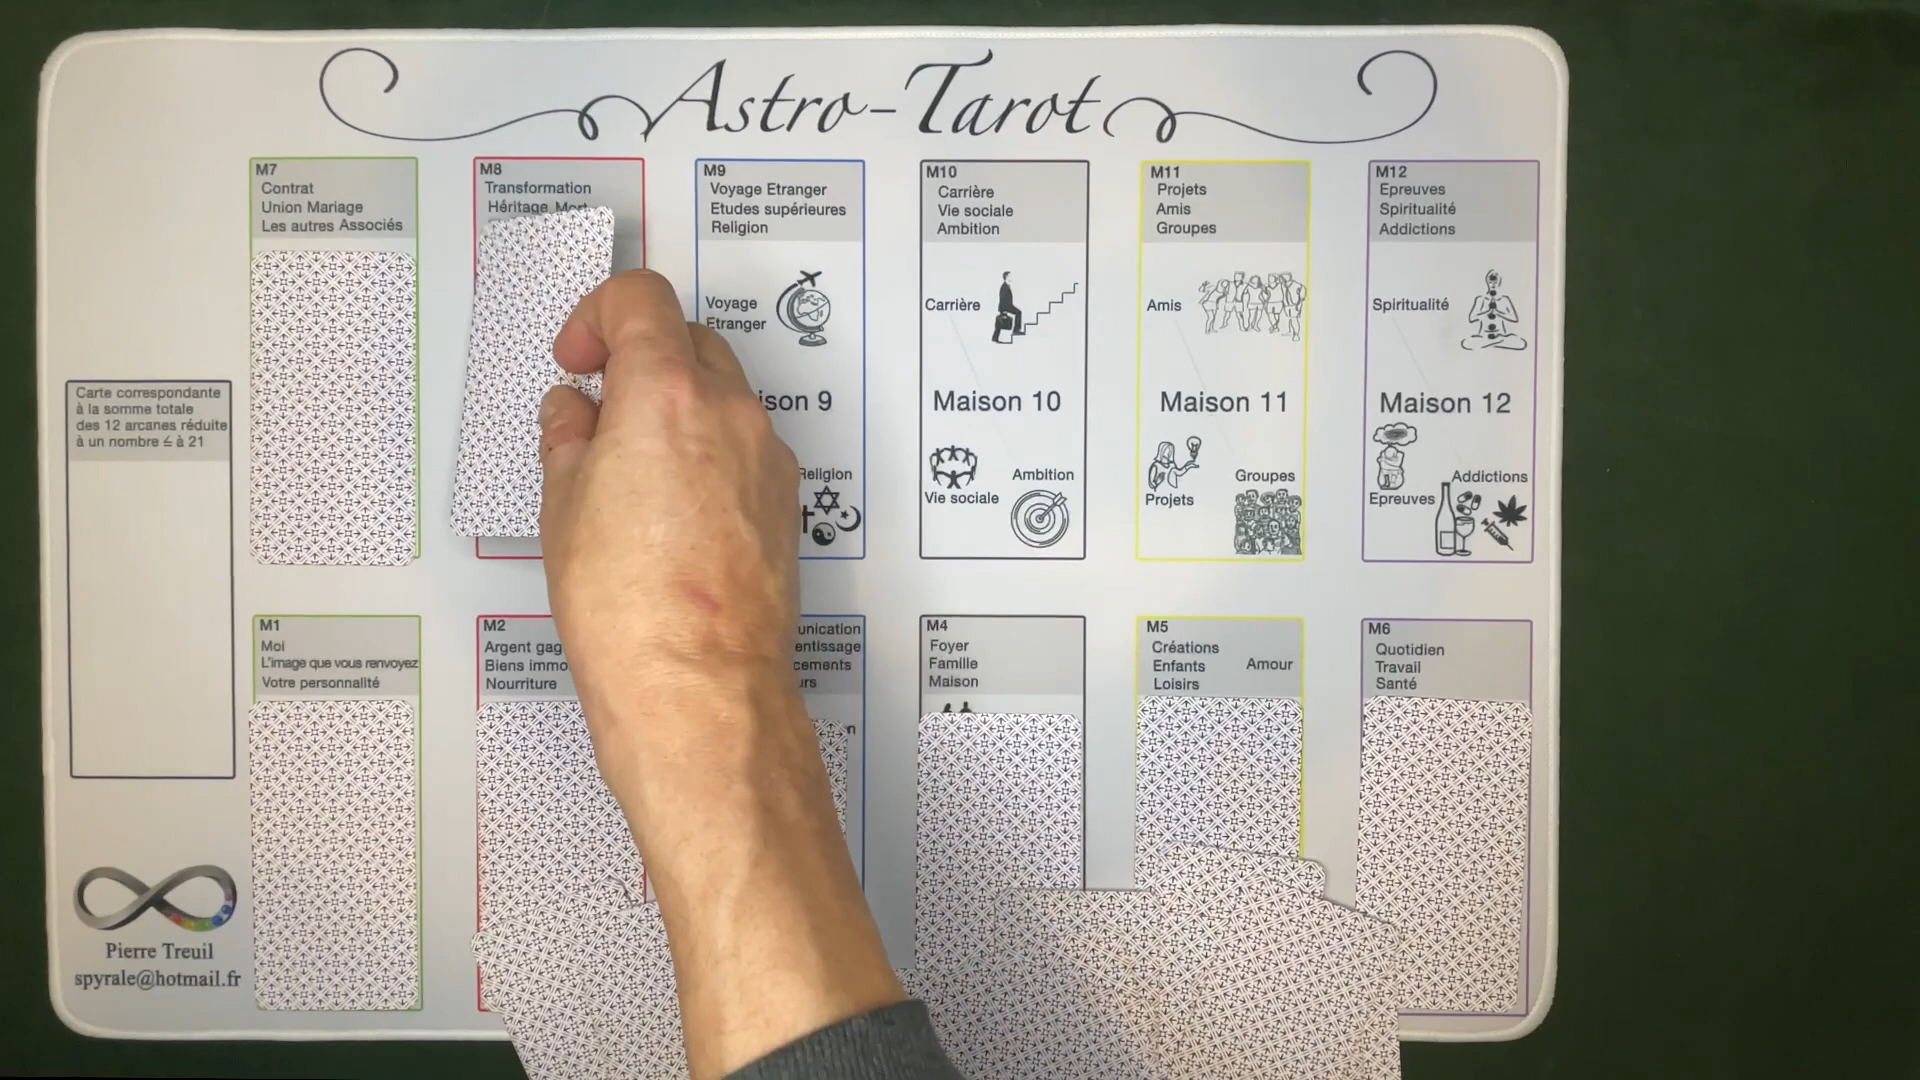 Astro-Tarot
M7
Contrat
Union Mariage
Les autres Associés
M8
Transformation
Héritage Mort
M9
Voyage Etranger
Etudes supérieures
Religion
Voyage
Etranger
Religion
M10
Carrière
Vie sociale
Ambition
Carrière
Maison 10
Ambition
Vie sociale
M11
Projets
Amis
Groupes
Amis
Maison 11
Groupes
Projets
M12
Epreuves
Spiritualité
Addictions
Spiritualité
Maison 12
Addictions
Epreuves
Carte correspondante
à la somme totale
des 12 arcanes réduite
à un nombre ≤ à 21
M1
Moi
L'image que vous renvoyez
Votre personnalité
M2
Argent
Biens
Nourriture
M4
Foyer
Famille
Maison
M5
Créations
Enfants Amour
Loisirs
M6
Quotidien
Travail
Santé
Pierre Treuil
spyrale@hotmail.fr